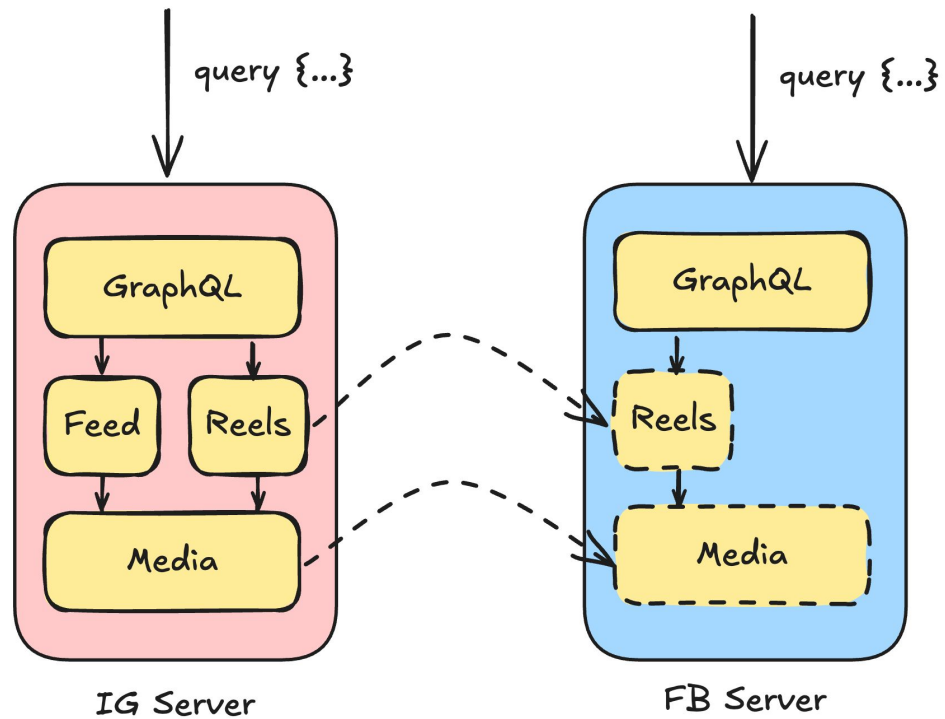 query {...}
query {...}
GraphQL
GraphQL
Feed
Reels
Reels
Media
Media
IG Server
FB Server